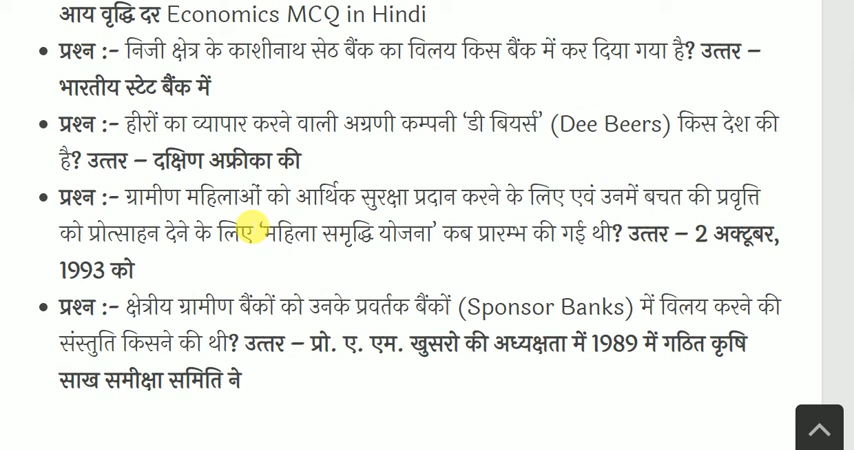 आय वृद्धि दर Economics MCQ in Hindi
• प्रश्न :- निजी क्षेत्र के काशीनाथ सेठ बैंक का विलय किस बैंक में कर दिया गया है? उत्तर –
भारतीय स्टेट बैंक में
• प्रश्न :- हीरों का व्यापार करने वाली अग्रणी कम्पनी ‘डी बियर्स’ (Dee Beers) किस देश की
है? उत्तर – दक्षिण अफ्रीका की
• प्रश्न :- ग्रामीण महिलाओं को आर्थिक सुरक्षा प्रदान करने के लिए एवं उनमें बचत की प्रवृत्ति
को प्रोत्साहन देने के लिए ‘महिला समृद्धि योजना’ कब प्रारम्भ की गई थी? उत्तर – 2 अक्टूबर,
1993 को
• प्रश्न :- क्षेत्रीय ग्रामीण बैंकों को उनके प्रवर्तक बैंकों (Sponsor Banks) में विलय करने की
संस्तुति किसने की थी? उत्तर – प्रो. ए. एम. खुसरो की अध्यक्षता में 1989 में गठित कृषि
साख समीक्षा समिति ने